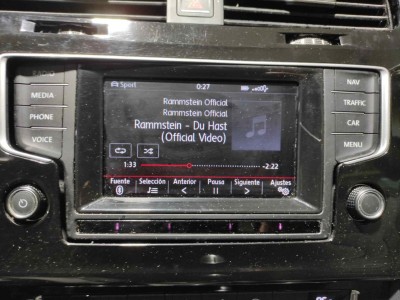 RADIO
MEDIA
PHONE
VOICE
Sport
0:27
Rammstein Official
Rammstein Official
Rammstein - Du Hast
(Official Video)
1:33
-2:22
Fuente Selección Anterior Pausa Siguiente Ajustes
NAV
TRAFFIC
CAR
MENU